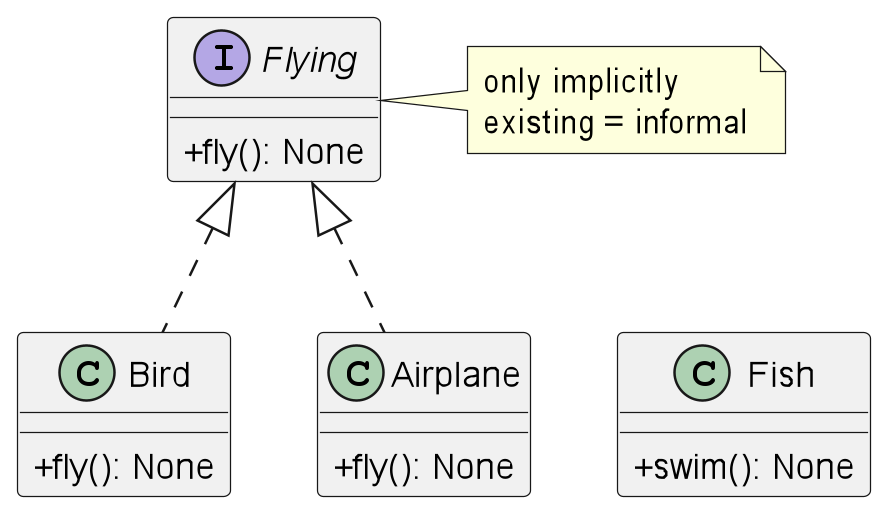 I Flying
only implicitly
existing = informal
+fly(): None
C Bird
C Airplane
C Fish
+fly(): None
+fly(): None
+swim(): None